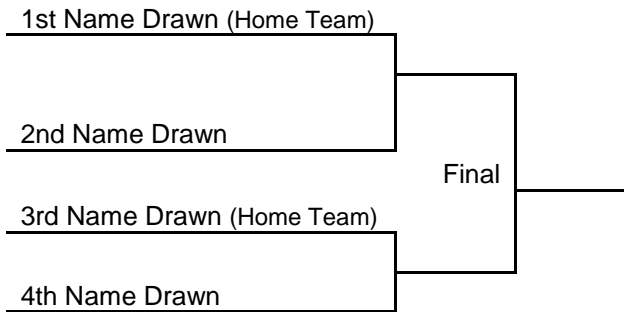 1st Name Drawn (Home Team)
2nd Name Drawn
Final
3rd Name Drawn (Home Team)
4th Name Drawn